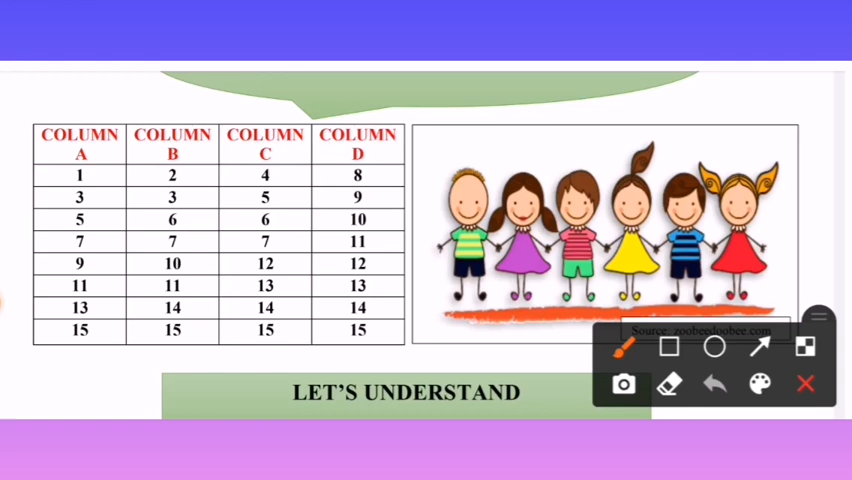 COLUMN A COLUMN B COLUMN C COLUMN D
1 2 4 8
3 3 5 9
5 6 6 10
7 7 7 11
9 10 12 12
11 11 13 13
13 14 14 14
15 15 15 15
Source: zoobeedoobee.com
LET'S UNDERSTAND